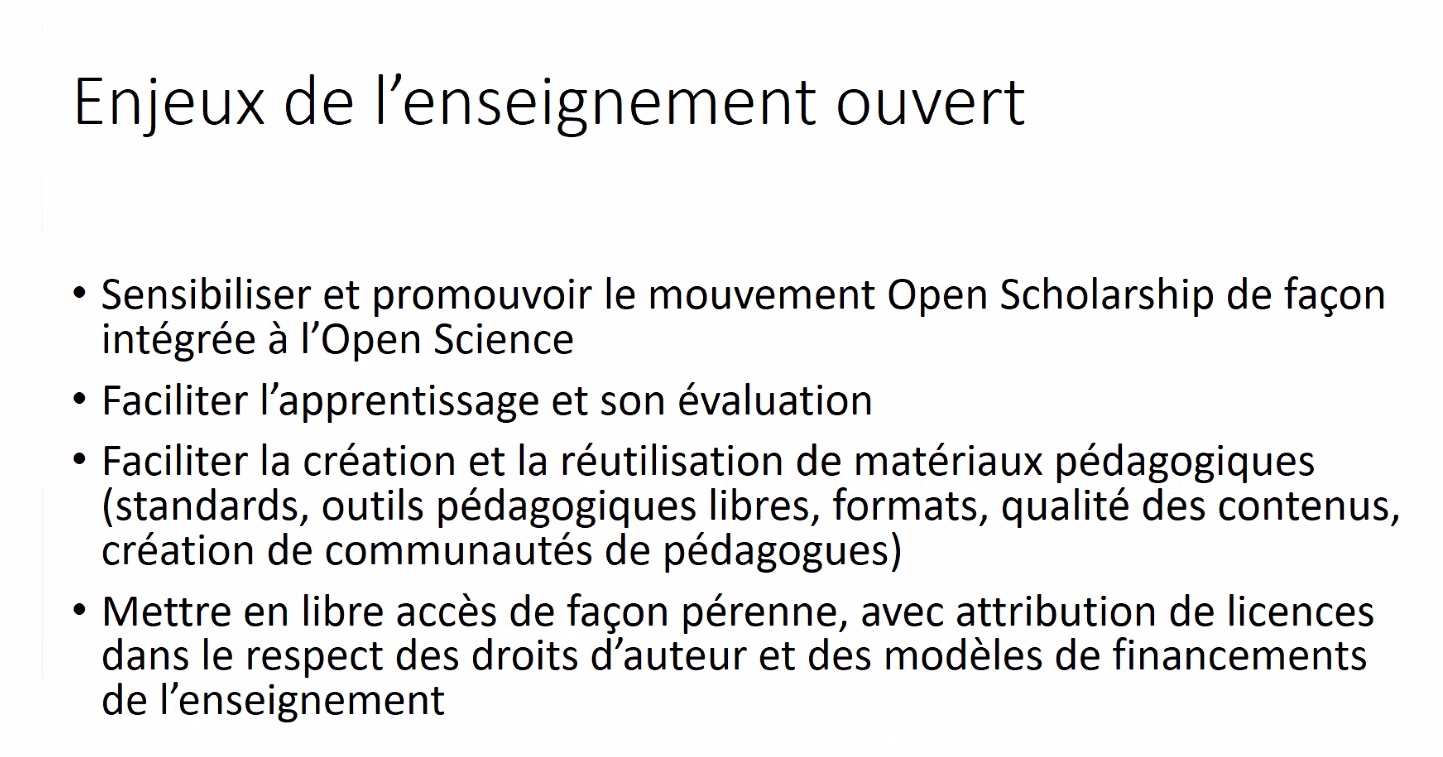 Enjeux de l’enseignement ouvert
• Sensibiliser et promouvoir le mouvement Open Scholarship de façon
intégrée à l’Open Science
• Faciliter l’apprentissage et son évaluation
• Faciliter la création et la réutilisation de matériaux pédagogiques
(standards, outils pédagogiques libres, formats, qualité des contenus,
création de communautés de pédagogues)
• Mettre en libre accès de façon pérenne, avec attribution de licences
dans le respect des droits d’auteur et des modèles de financements
de l’enseignement